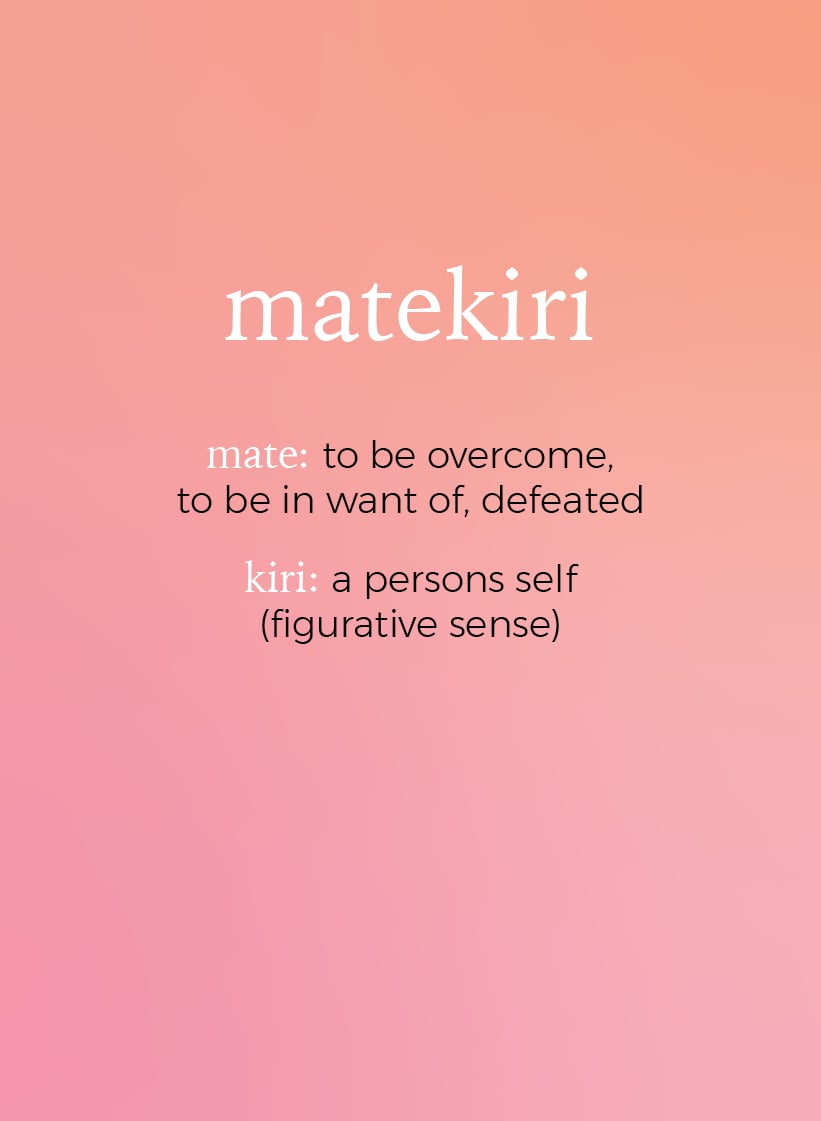 matekiri
mate: to be overcome,
to be in want of, defeated
kiri: a persons self
(figurative sense)